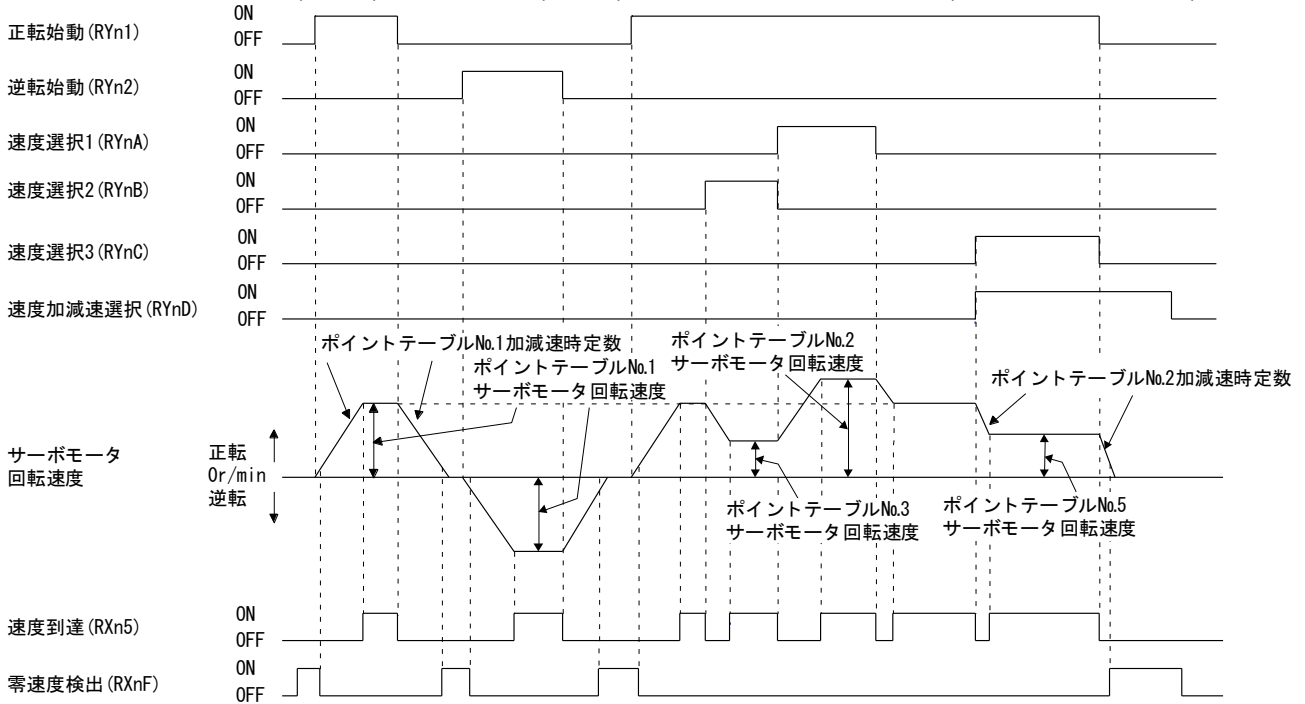 正転始動(RYn1)
ON
OFF
逆転始動(RYn2)
ON
OFF
速度選択1(RYnA)
ON
OFF
速度選択2(RYnB)
ON
OFF
速度選択3(RYnC)
ON
OFF
速度加減速選択(RYnD)
ON
OFF
ポイントテーブル№1加減速時定数
ポイントテーブル№1
サーボモータ回転速度
ポイントテーブル№2
サーボモータ回転速度
ポイントテーブル№2加減速時定数
サーボモータ
回転速度
正転
0r/min
逆転
ポイントテーブル№3
サーボモータ回転速度
ポイントテーブル№5
サーボモータ回転速度
速度到達(RXn5)
ON
OFF
零速度検出(RXnF)
ON
OFF